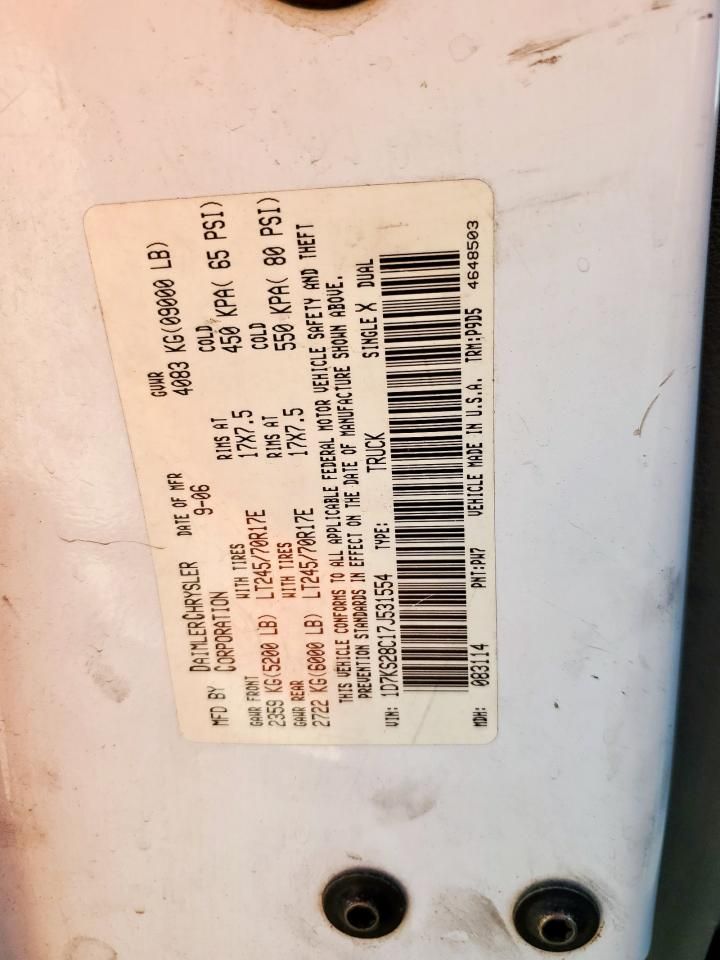 MFD BY DAIMLERCHRYSLER CORPORATION DATE OF MFR 9-06 GVWR 4083 KG(09000 LB)
GAWR FRONT WITH TIRES RIMS AT COLD
2359 KG(5200 LB) LT245/70R17E 17X7.5 450 KPA( 65 PSI)
GAWR REAR WITH TIRES RIMS AT COLD
2722 KG(6000 LB) LT245/70R17E 17X7.5 550 KPA( 80 PSI)
THIS VEHICLE CONFORMS TO ALL APPLICABLE FEDERAL MOTOR VEHICLE SAFETY AND THEFT
PREVENTION STANDARDS IN EFFECT ON THE DATE OF MANUFACTURE SHOWN ABOVE.
VIN: 1D7KS28C17J531554 TYPE: TRUCK SINGLE X DUAL
MDH: 083114 PNT:PW7 VEHICLE MADE IN U.S.A. TRM:P9D5 4648503